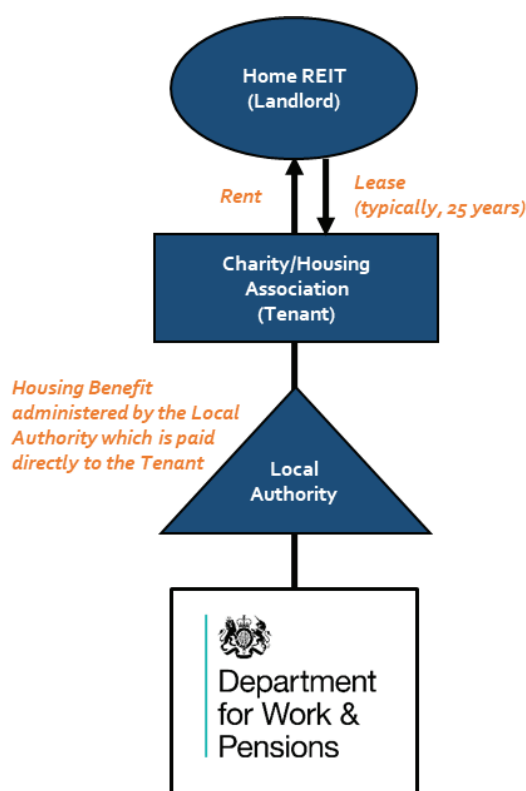 Home REIT
(Landlord)
Rent
Lease
(typically, 25 years)
Charity/Housing
Association
(Tenant)
Housing Benefit
administered by the Local
Authority which is paid
directly to the Tenant
Local
Authority
Department
for Work &
Pensions